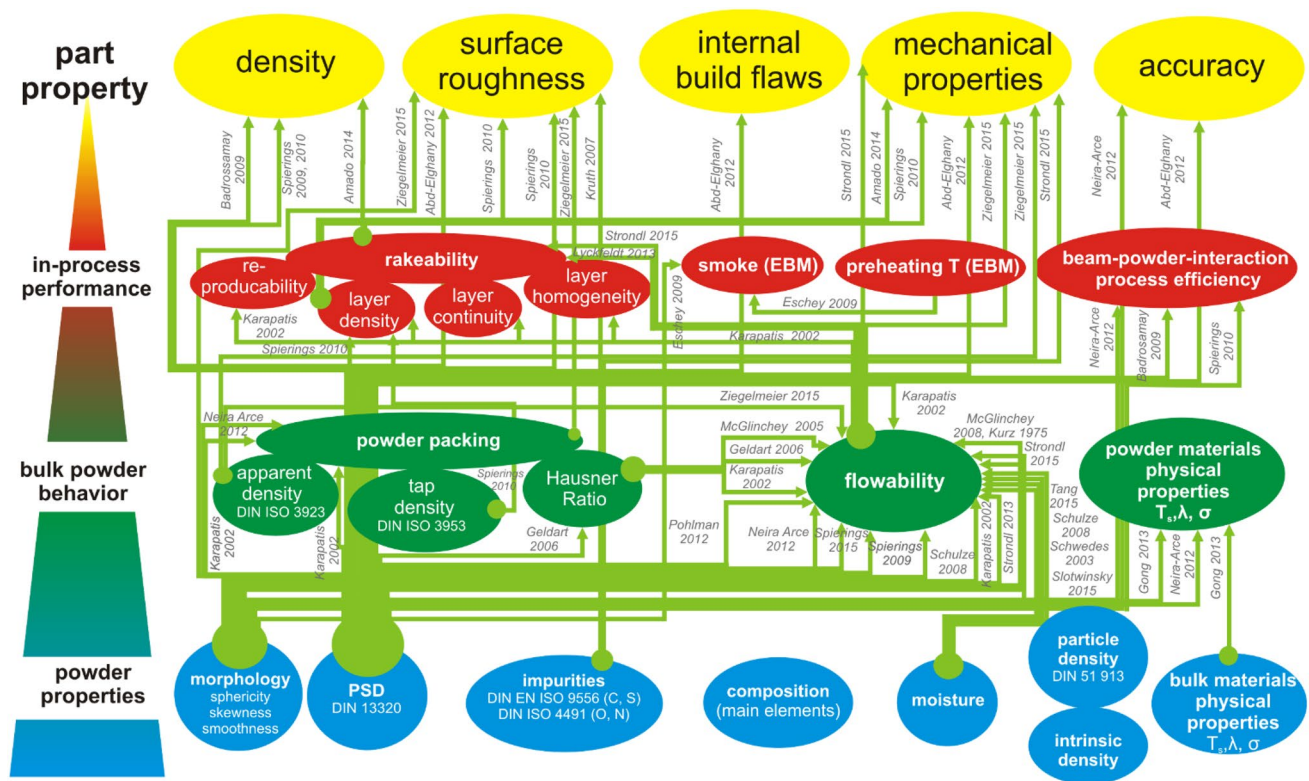 part
property
density
surface
roughness
internal
build flaws
mechanical
properties
accuracy
Badrossamay
2009
Spierings
2009, 2010
Amado 2014
Ziegelmeier 2015
Abd-Elghany 2012
Spierings 2010
Spierings
2010
Ziegelmeier 2015
Kruth 2007
Abd-Elghany
2012
Strondl 2015
Amado 2014
Spierings
2010
Abd-Elghany
2012
Ziegelmeier 2015
Ziegelmeier 2015
Strondl 2015
Neira-Arce
2012
Abd-Elghany
2012
in-process
performance
re-
producability
rakeability
layer
density
layer
continuity
layer
homogeneity
Strondl 2015
Lyckfeldt 2013
smoke (EBM)
preheating T (EBM)
beam-powder-interaction
process efficiency
Eschey 2009
Eschey 2009
Karapatis
2002
Spierings 2010
Karapatis 2002
Neira-Arce
2012
Badrosamay
2009
Spierings
2010
bulk powder
behavior
Neira Arce
2012
powder packing
apparent
density
DIN ISO 3923
tap
density
DIN ISO 3953
Spierings
2010
Hausner
Ratio
Ziegelmeier 2015
Karapatis
2002
McGlinchey 2005
Geldart 2006
Karapatis
2002
flowability
McGlinchey
2008, Kurz 1975
Strondl
2015
Tang
2015
Schulze
2008
Schwedes
2003
Slotwinsky
2015
powder materials
physical
properties
Tₛ,λ, σ
Karapatis
2002
Karapatis
2002
Geldart
2006
Pohlman
2012
Neira Arce
2012
Spierings
2015
Spierings
2009
Schulze
2008
Karapatis 2002
Strondl 2013
Gong 2013
Neira-Arce
2012
Gong 2013
powder
properties
morphology
sphericity
skewness
smoothness
PSD
DIN 13320
impurities
DIN EN ISO 9556 (C, S)
DIN ISO 4491 (O, N)
composition
(main elements)
moisture
particle
density
DIN 51 913
intrinsic
density
bulk materials
physical
properties
Tₛ,λ, σ